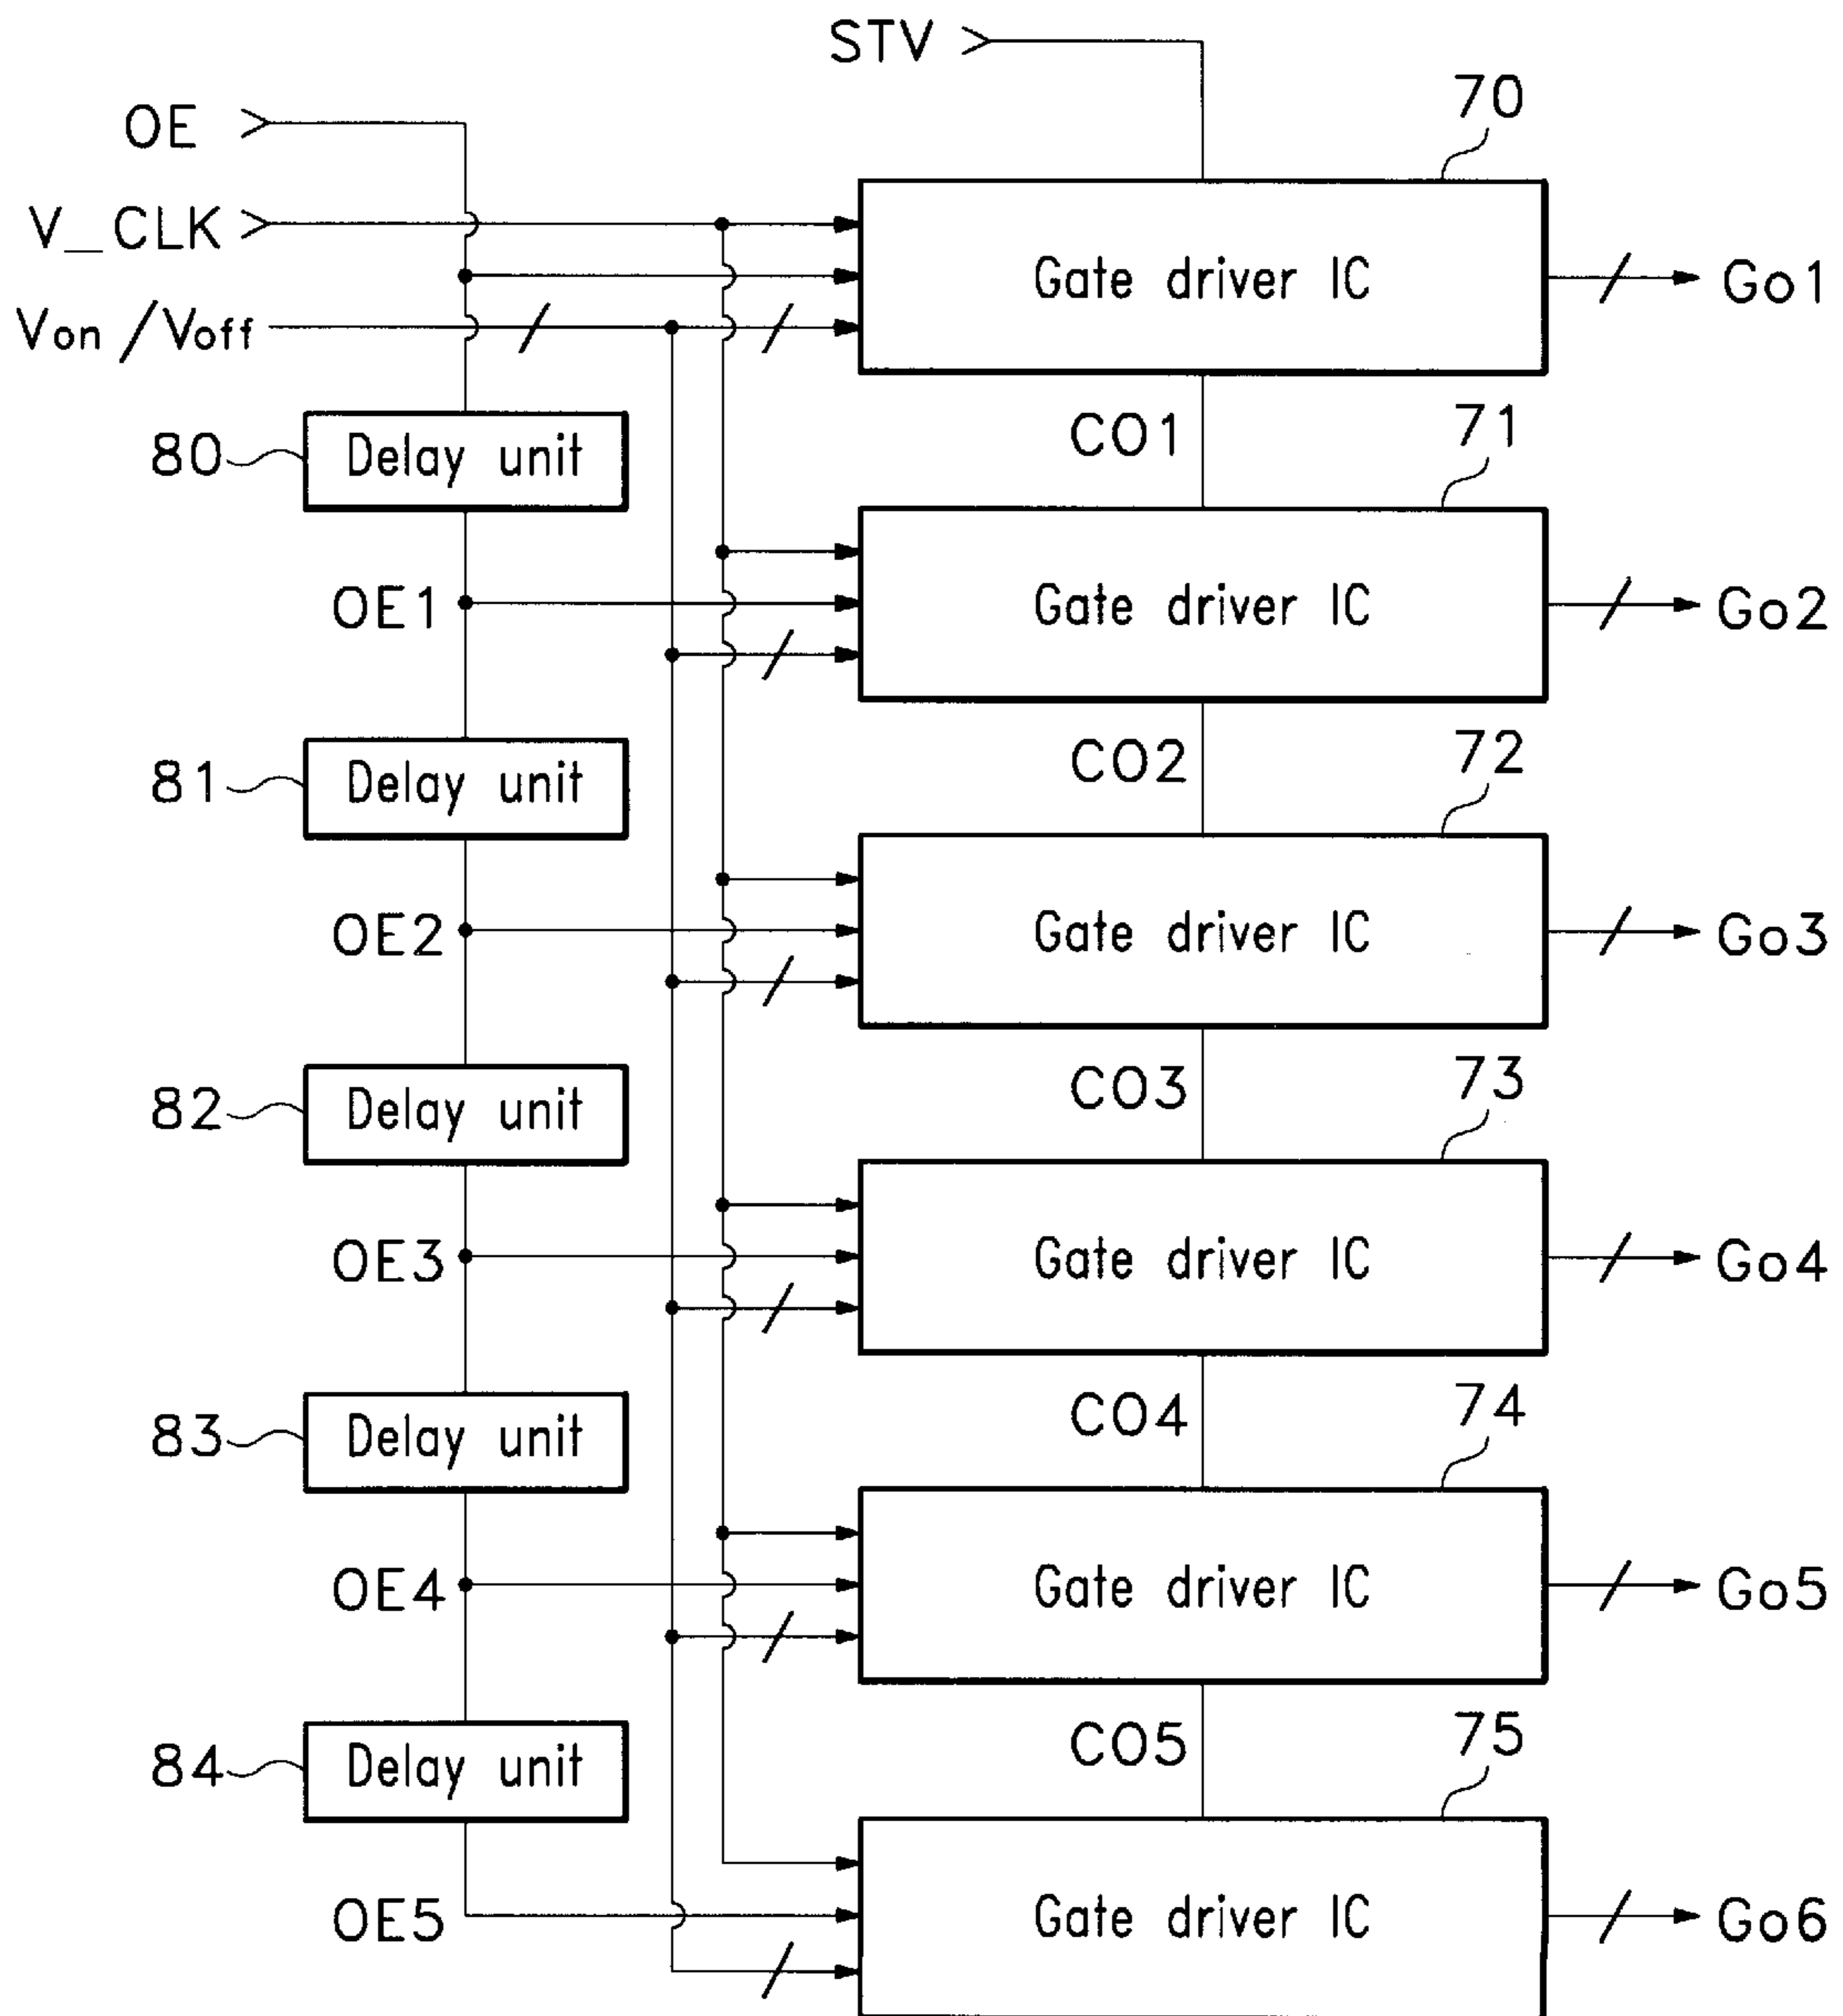 STV
70
OE
V_CLK
Gate driver IC
Go1
Von/Voff
80
Delay unit
CO1
71
OE1
Gate driver IC
Go2
81
Delay unit
CO2
72
OE2
Gate driver IC
Go3
82
Delay unit
CO3
73
OE3
Gate driver IC
Go4
83
Delay unit
CO4
74
OE4
Gate driver IC
Go5
84
Delay unit
CO5
75
OE5
Gate driver IC
Go6